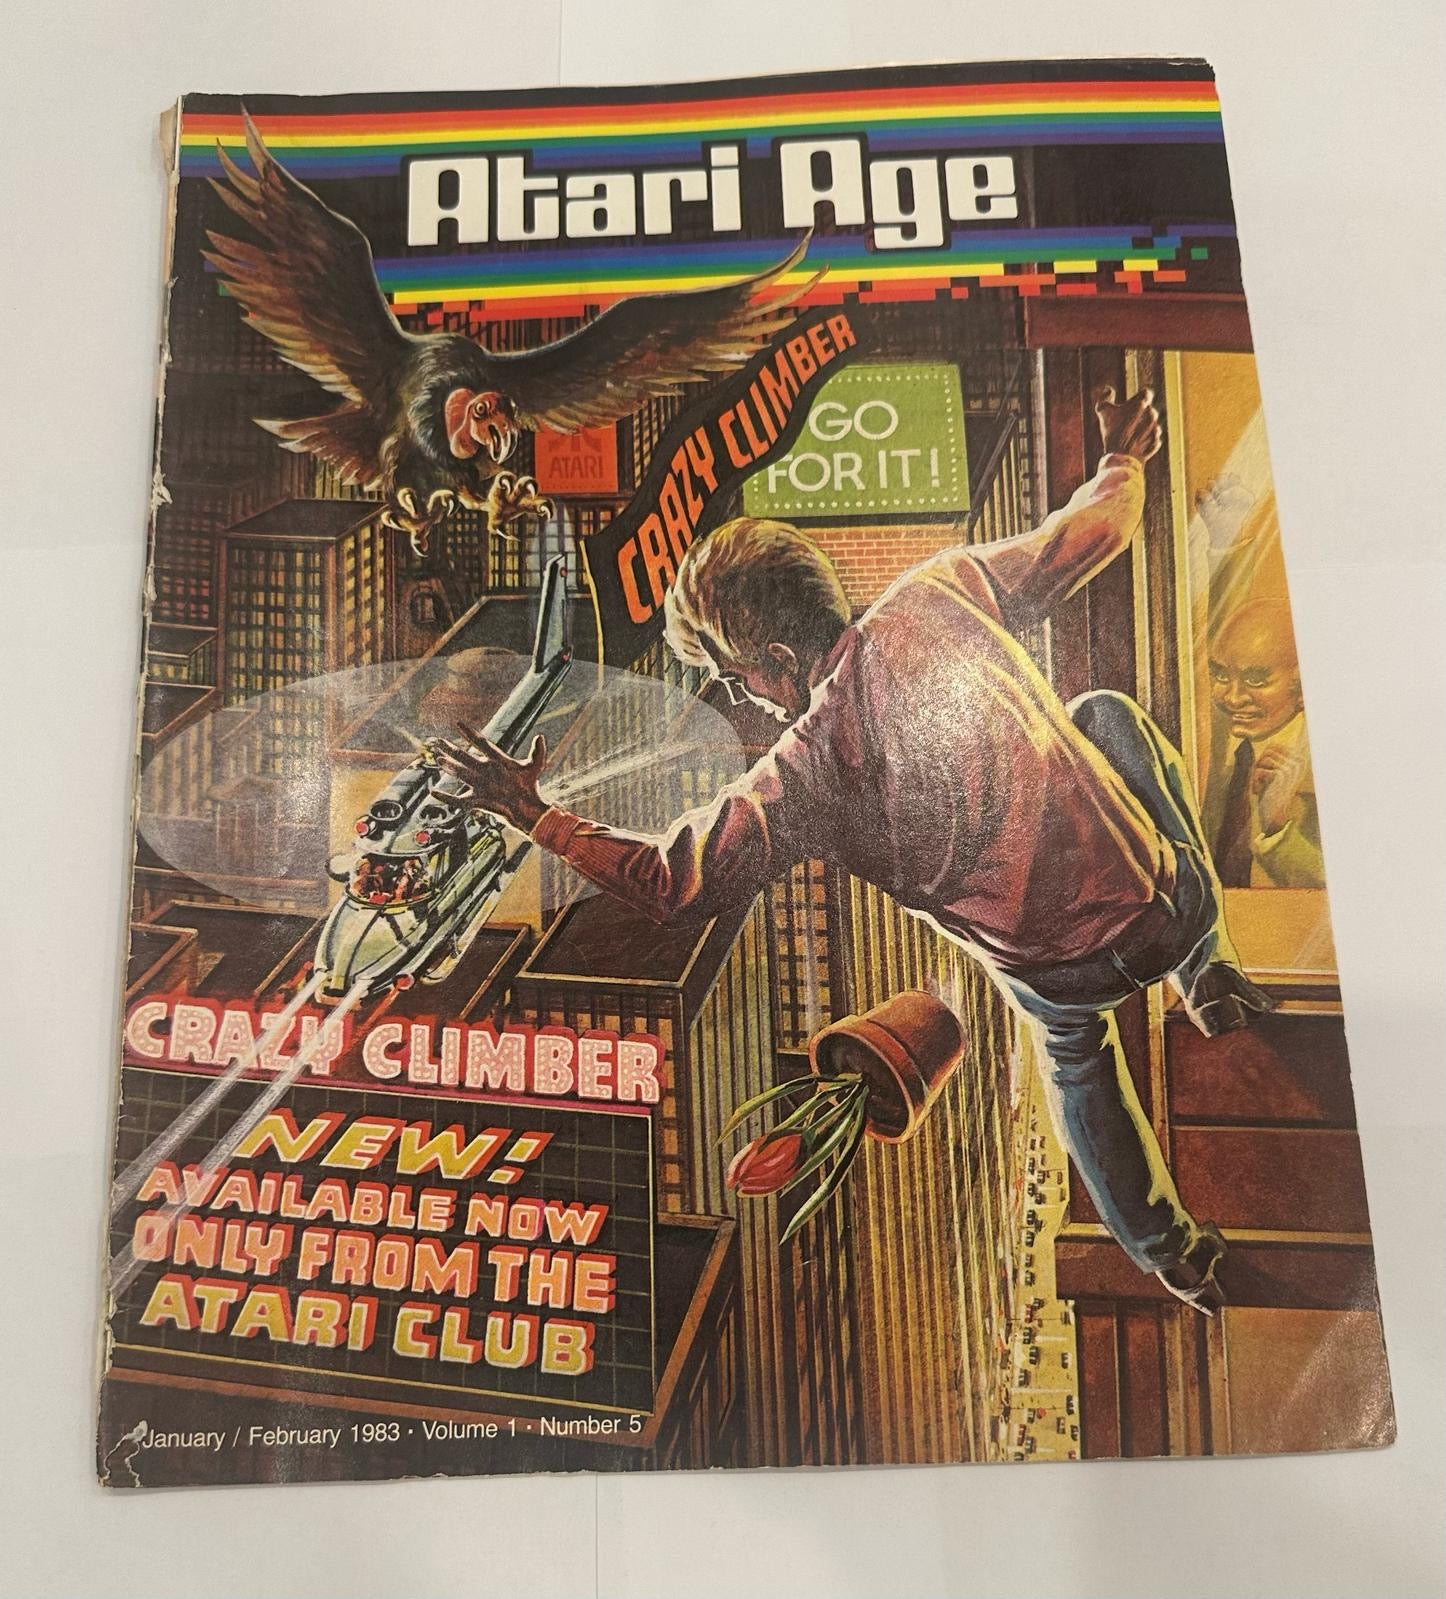 Atari Age
CRAZY CLIMBER
GO
FOR IT!
ATARI
CRAZY CLIMBER
NEW!
AVAILABLE NOW
ONLY FROM THE
ATARI CLUB
January / February 1983 · Volume 1 · Number 5